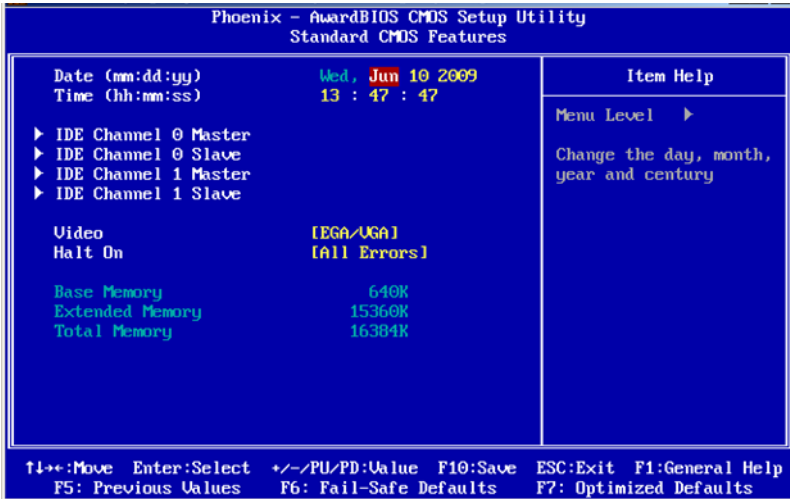 Phoenix - AwardBIOS CMOS Setup Utility
Standard CMOS Features
Date (mm:dd:yy) Wed, Jun 10 2009
Time (hh:mm:ss) 13 : 47 : 47
IDE Channel 0 Master
IDE Channel 0 Slave
IDE Channel 1 Master
IDE Channel 1 Slave
Video [EGA/VGA]
Halt On [All Errors]
Base Memory 640K
Extended Memory 15360K
Total Memory 16384K
Item Help
Menu Level ▶
Change the day, month,
year and century
↑↓→←:Move Enter:Select +/-/PU/PD:Value F10:Save ESC:Exit F1:General Help
F5: Previous Values F6: Fail-Safe Defaults F7: Optimized Defaults